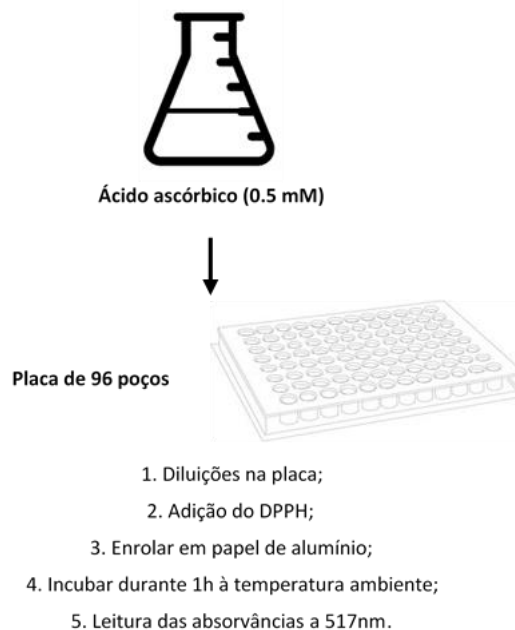 Ácido ascórbico (0.5 mM)
Placa de 96 poços
1. Diluições na placa;
2. Adição do DPPH;
3. Enrolar em papel de alumínio;
4. Incubar durante 1h à temperatura ambiente;
5. Leitura das absorvâncias a 517nm.